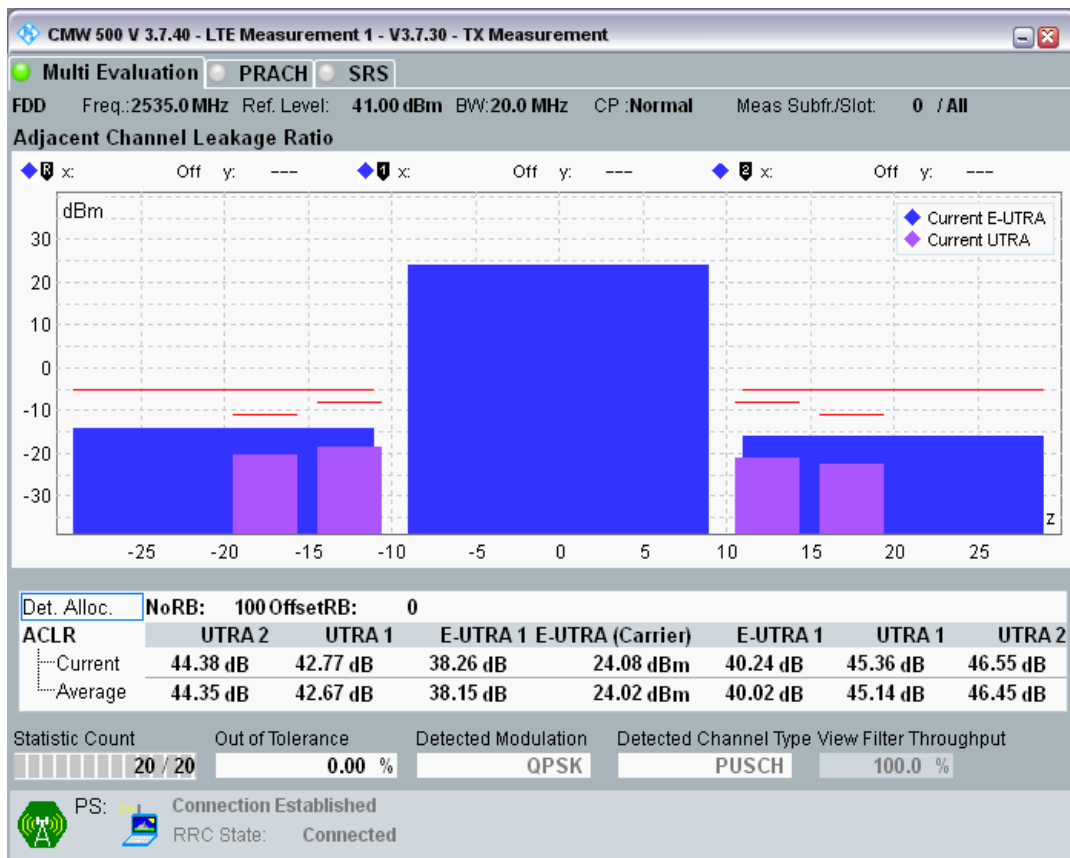 CMW 500 V 3.7.40 - LTE Measurement 1 - V3.7.30 - TX Measurement
Multi Evaluation PRACH SRS
FDD Freq.:2535.0 MHz Ref. Level: 41.00 dBm BW:20.0 MHz CP :Normal Meas Subfr./Slot: 0 / All
Adjacent Channel Leakage Ratio
R x: Off y: --- 1 x: Off y: --- 2 x: Off y: ---
dBm
Current E-UTRA
Current UTRA
30
20
10
0
-10
-20
-30
z
-25 -20 -15 -10 -5 0 5 10 15 20 25
Det. Alloc. NoRB: 100 OffsetRB: 0
ACLR UTRA 2 UTRA 1 E-UTRA 1 E-UTRA (Carrier) E-UTRA 1 UTRA 1 UTRA 2
Current 44.38 dB 42.77 dB 38.26 dB 24.08 dBm 40.24 dB 45.36 dB 46.55 dB
Average 44.35 dB 42.67 dB 38.15 dB 24.02 dBm 40.02 dB 45.14 dB 46.45 dB
Statistic Count Out of Tolerance Detected Modulation Detected Channel Type View Filter Throughput
20 / 20 0.00 % QPSK PUSCH 100.0 %
PS: Connection Established
RRC State: Connected